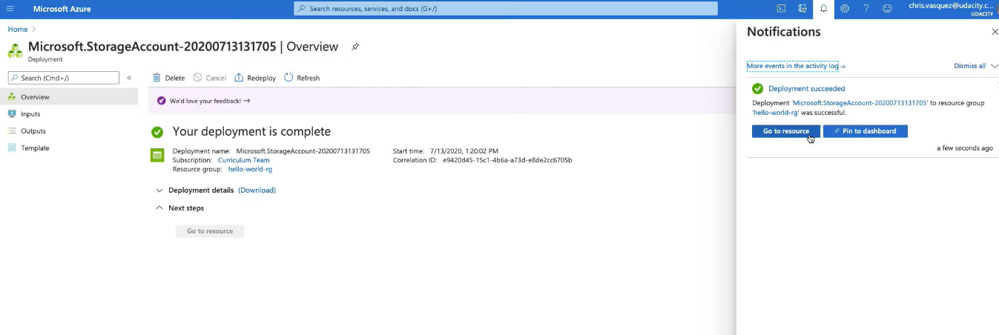 Microsoft Azure
Search resources, services, and docs (G+/)
chris.vasquez@udacity.c...
UDACITY
Home
Microsoft.StorageAccount-20200713131705 | Overview
Deployment
Search (Cmd+/)
«
Overview
Inputs
Outputs
Template
Delete
Cancel
Redeploy
Refresh
We'd love your feedback! →
Your deployment is complete
Deployment name: Microsoft.StorageAccount-20200713131705
Subscription: Curriculum Team
Resource group: hello-world-rg
Start time: 7/13/2020, 1:20:02 PM
Correlation ID: e9420d45-15c1-4b6a-a73d-e8de2cc6705b
Deployment details (Download)
Next steps
Go to resource
Notifications
More events in the activity log →
Dismiss all
Deployment succeeded
Deployment 'Microsoft.StorageAccount-20200713131705' to resource group
'hello-world-rg' was successful.
Go to resource
Pin to dashboard
a few seconds ago